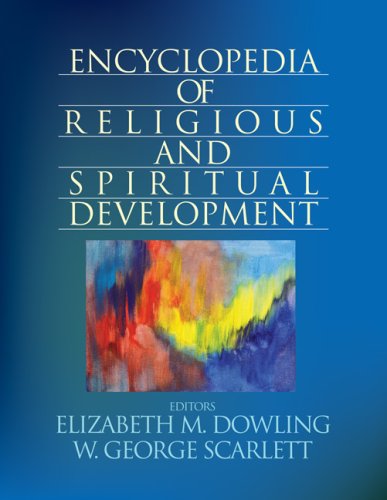 ENCYCLOPEDIA
OF
RELIGIOUS
AND
SPIRITUAL
DEVELOPMENT
EDITORS
ELIZABETH M. DOWLING
W. GEORGE SCARLETT